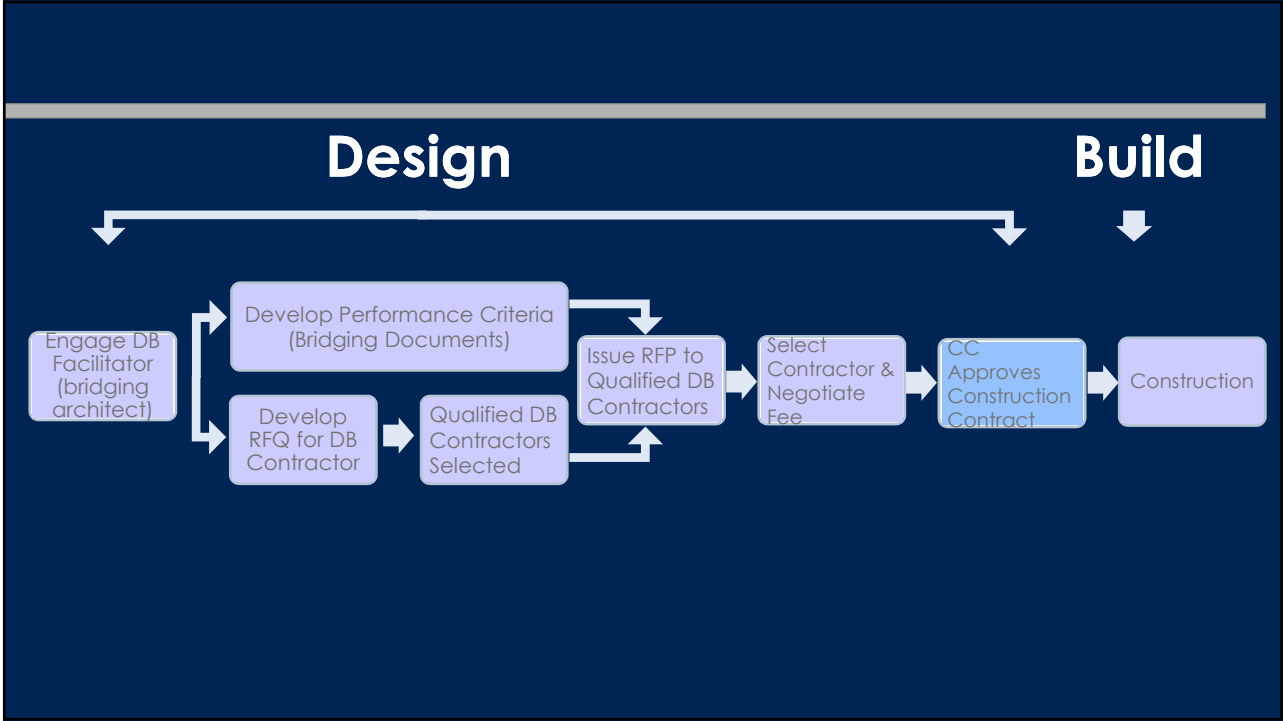 Design
Build
Engage DB
Facilitator
(bridging
architect)
Develop Performance Criteria
(Bridging Documents)
Develop
RFQ for DB
Contractor
Qualified DB
Contractors
Selected
Issue RFP to
Qualified DB
Contractors
Select
Contractor &
Negotiate
Fee
CC
Approves
Construction
Contract
Construction